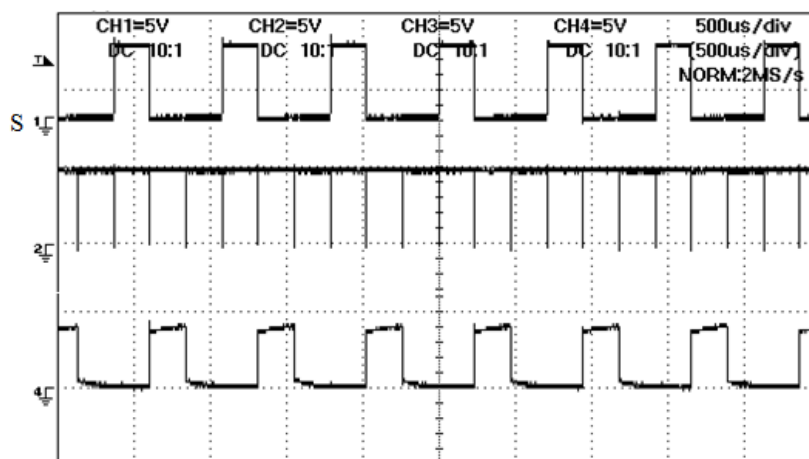 CH1=5V CH2=5V CH3=5V CH4=5V 500us/div
DC 10:1 DC 10:1 DC 10:1 DC 10:1 (500us/div)
NORM:2MS/s
T
S 1
2
4